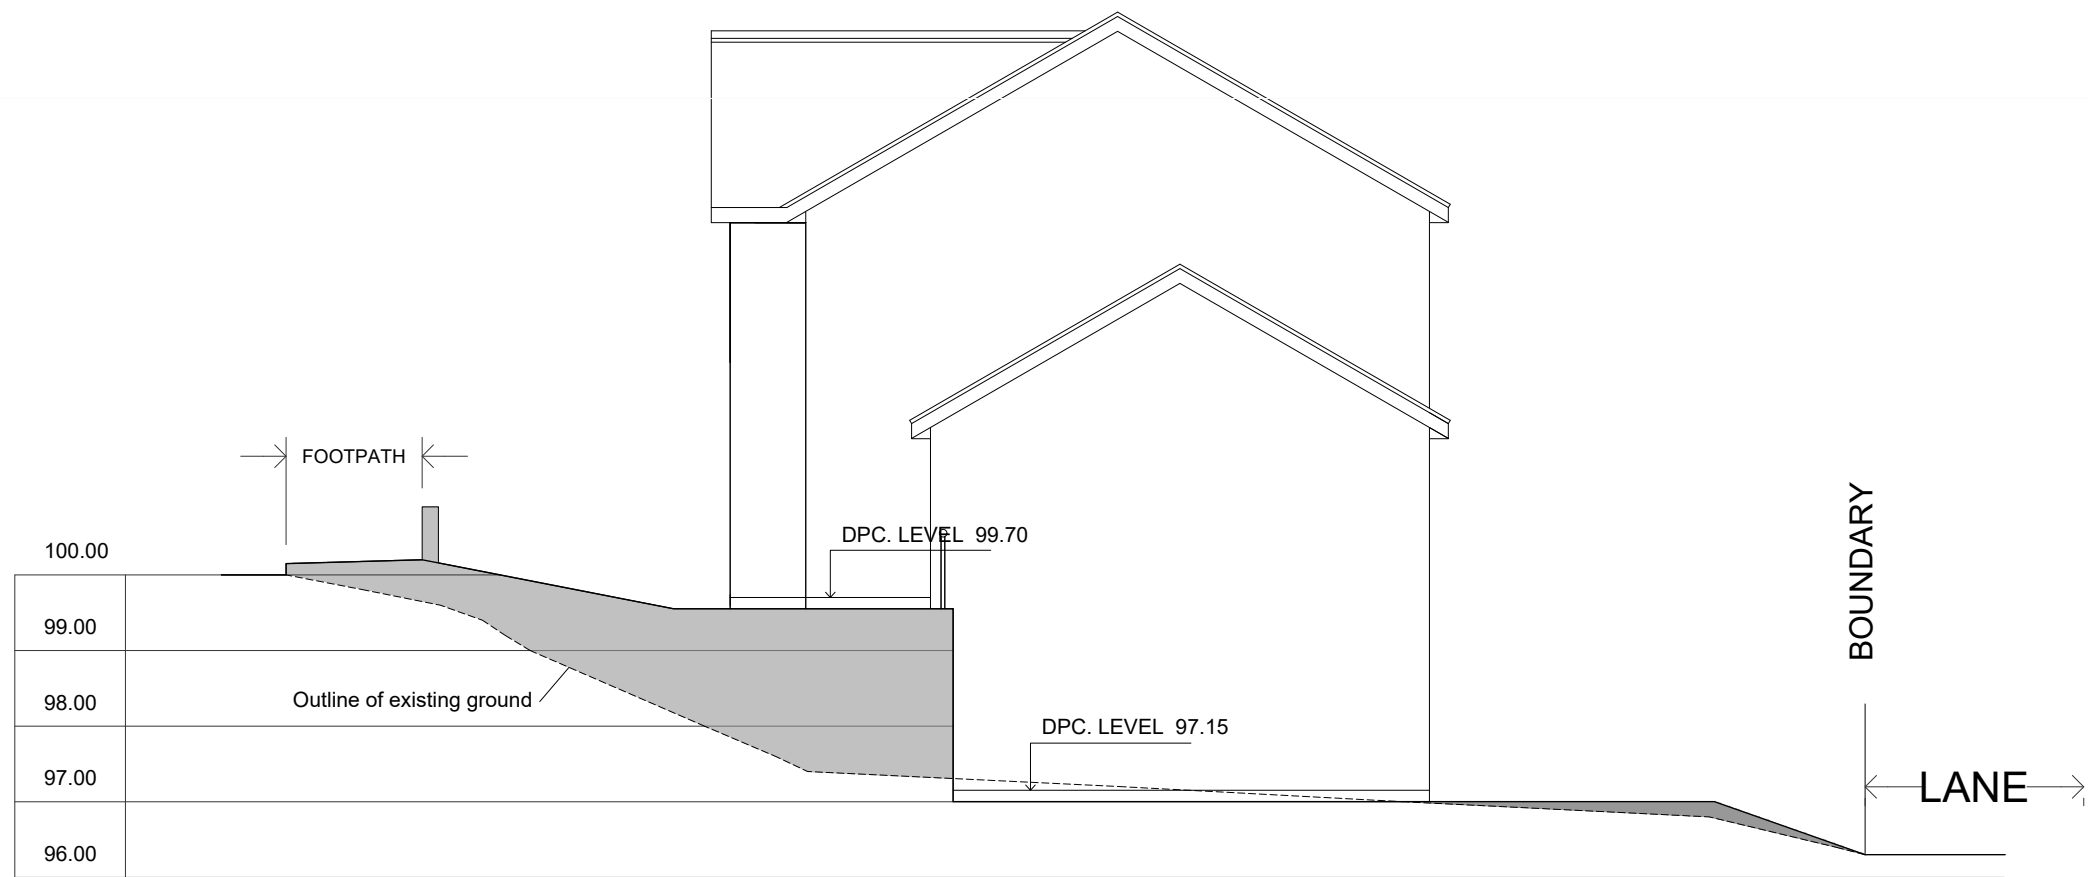 FOOTPATH
DPC. LEVEL 99.70
100.00
99.00
98.00
97.00
96.00
Outline of existing ground
DPC. LEVEL 97.15
BOUNDARY
LANE